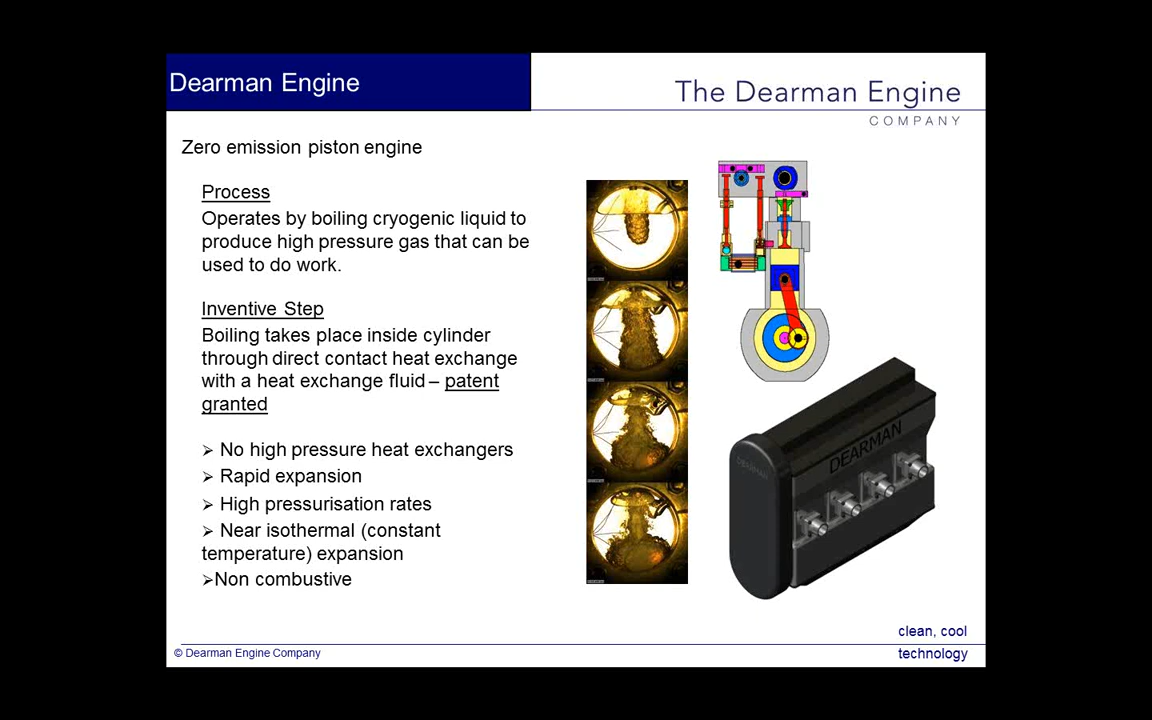 Dearman Engine
The Dearman Engine
COMPANY
Zero emission piston engine
Process
Operates by boiling cryogenic liquid to
produce high pressure gas that can be
used to do work.
Inventive Step
Boiling takes place inside cylinder
through direct contact heat exchange
with a heat exchange fluid – patent
granted
➢ No high pressure heat exchangers
➢ Rapid expansion
➢ High pressurisation rates
➢ Near isothermal (constant
temperature) expansion
➢Non combustive
DEARMAN
DEARMAN
clean, cool
technology
© Dearman Engine Company